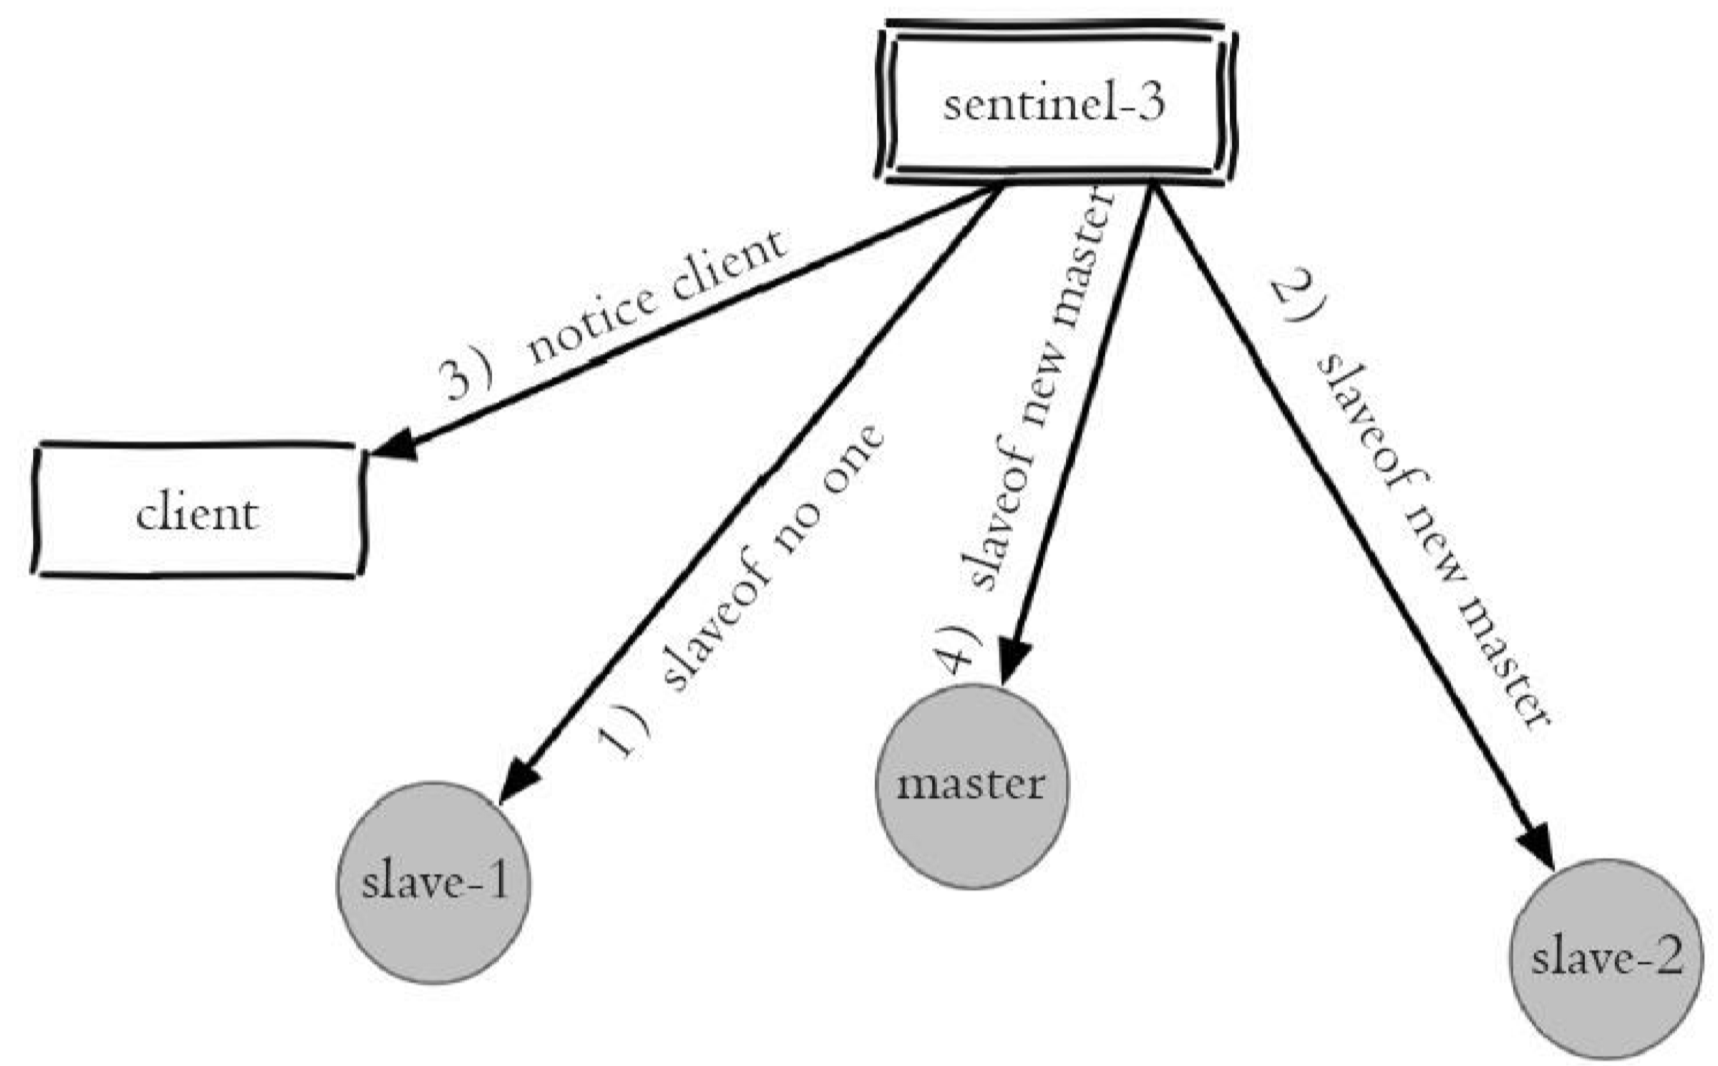 sentinel-3
3) notice client
client
1) slaveof no one
4) slaveof new master
2) slaveof new master
slave-1
master
slave-2